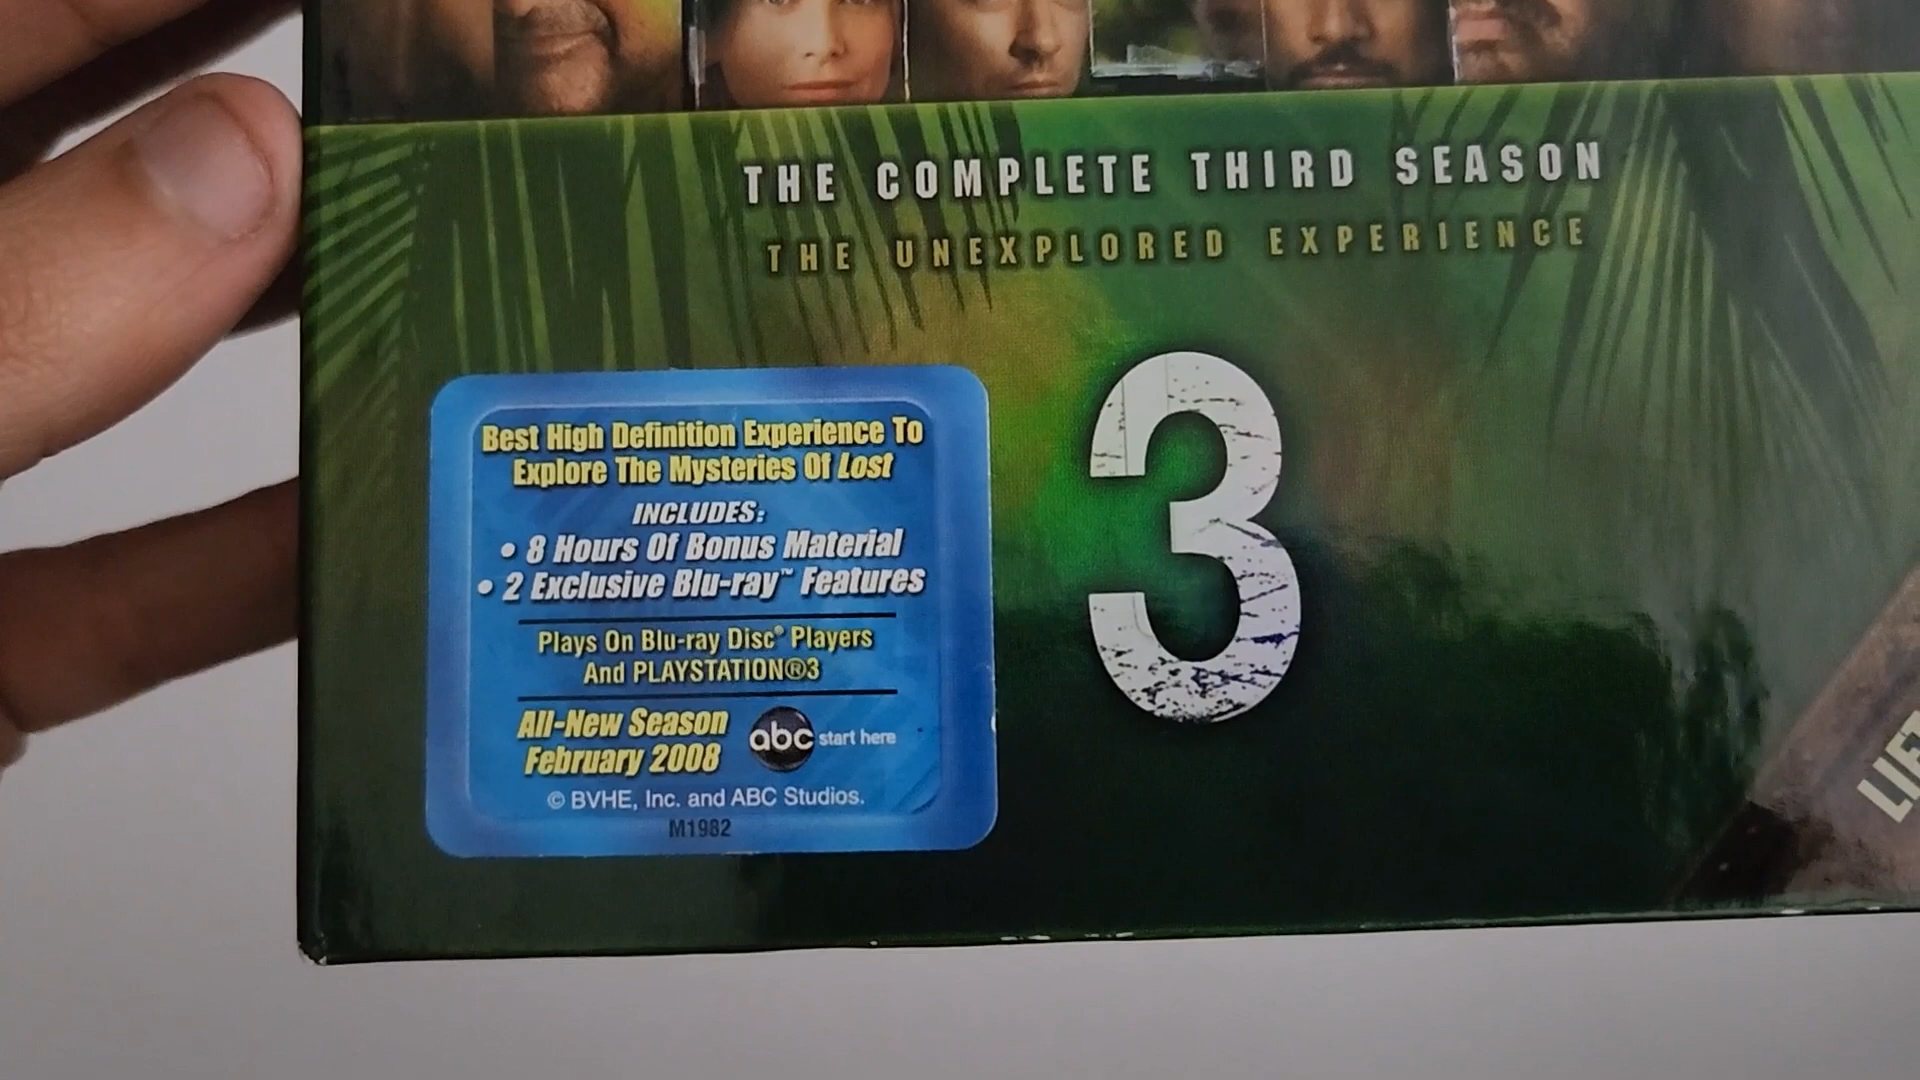 THE COMPLETE THIRD SEASON
THE UNEXPLORED EXPERIENCE
3
Best High Definition Experience To
Explore The Mysteries Of Lost
INCLUDES:
• 8 Hours Of Bonus Material
• 2 Exclusive Blu-ray™ Features
Plays On Blu-ray Disc® Players
And PLAYSTATION®3
All-New Season
February 2008
abc start here
© BVHE, Inc. and ABC Studios.
M1982